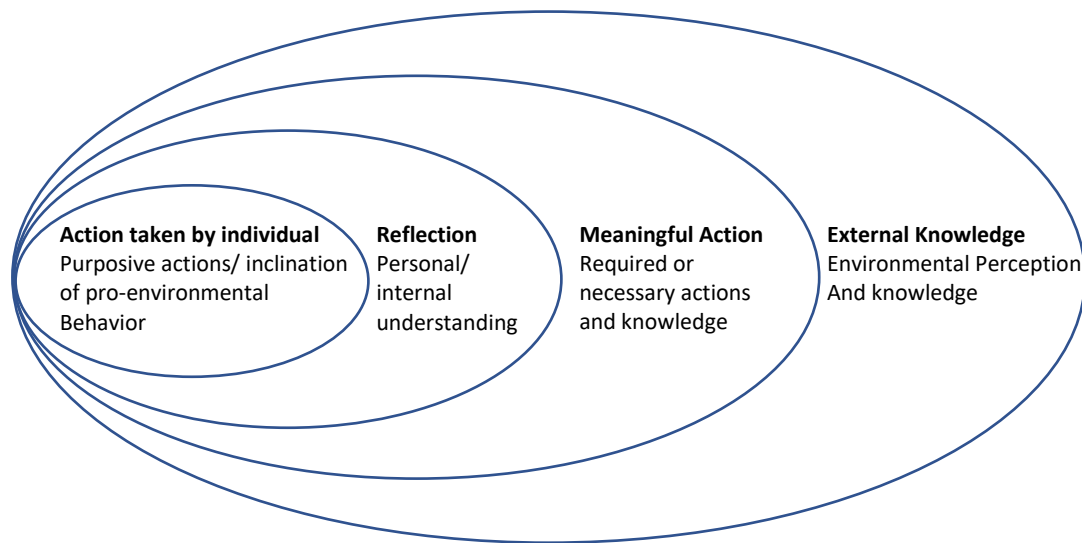 Action taken by individual
Purposive actions/ inclination
of pro-environmental
Behavior
Reflection
Personal/
internal
understanding
Meaningful Action
Required or
necessary actions
and knowledge
External Knowledge
Environmental Perception
And knowledge